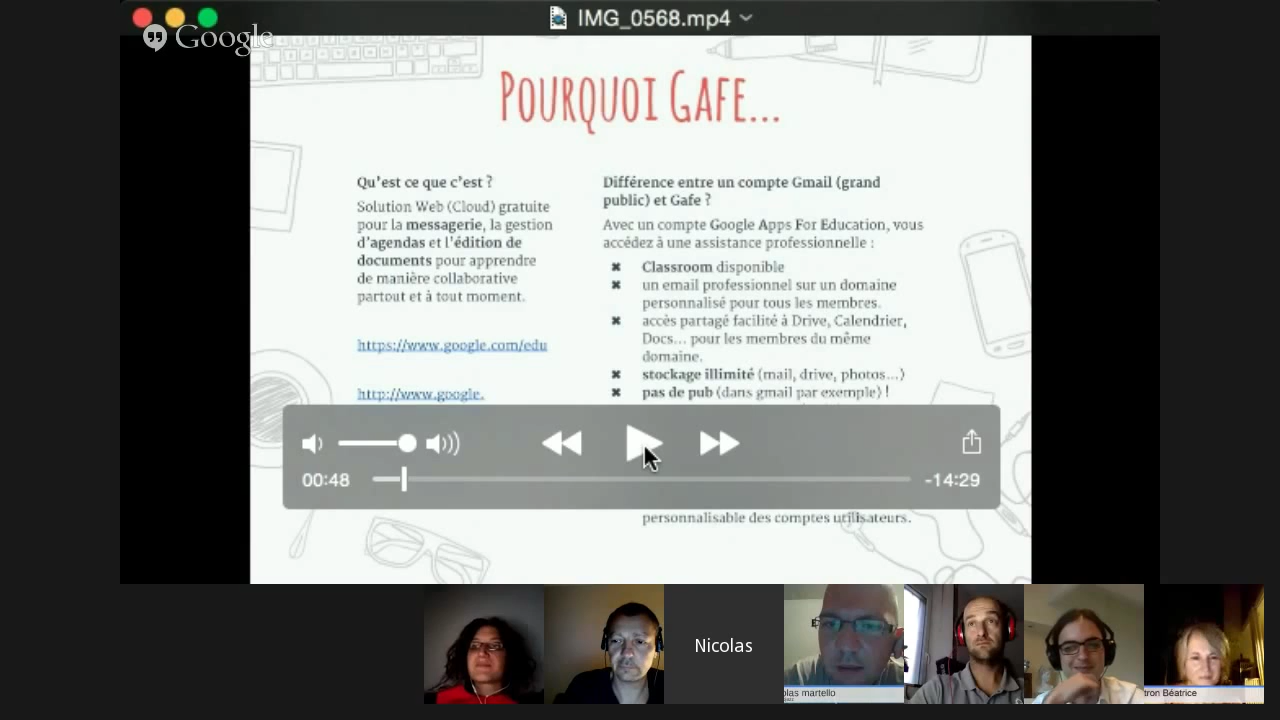 IMG_0568.mp4
Google
POURQUOI GAFE...
Qu'est ce que c'est ?
Solution Web (Cloud) gratuite
pour la messagerie, la gestion
d'agendas et l'édition de
documents pour apprendre
de manière collaborative
partout et à tout moment.
https://www.google.com/edu
http://www.google.
Différence entre un compte Gmail (grand
public) et Gafe ?
Avec un compte Google Apps For Education, vous
accédez à une assistance professionnelle :
✖ Classroom disponible
✖ un email professionnel sur un domaine
personnalisé pour tous les membres.
✖ accès partagé facilité à Drive, Calendrier,
Docs... pour les membres du même
domaine.
✖ stockage illimité (mail, drive, photos...)
✖ pas de pub (dans gmail par exemple) !
00:48
-14:29
personnalisable des comptes utilisateurs.
Nicolas
olas martello
tron Béatrice